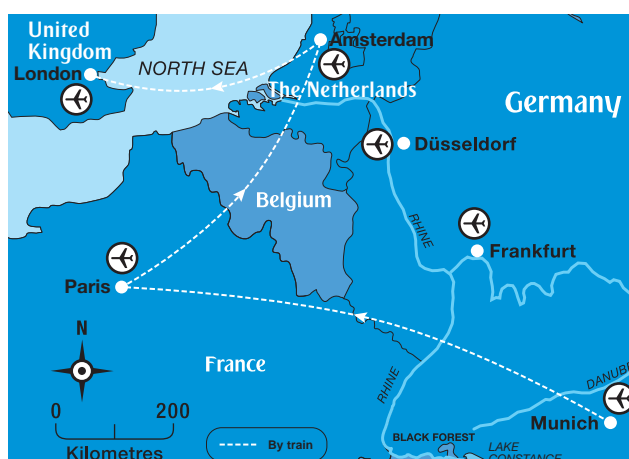 United
Kingdom
London
NORTH SEA
Amsterdam
The Netherlands
Germany
Düsseldorf
Belgium
RHINE
Frankfurt
Paris
N
France
RHINE
DANUBE
Munich
0 200
Kilometres
By train
BLACK FOREST
LAKE
CONSTANCE